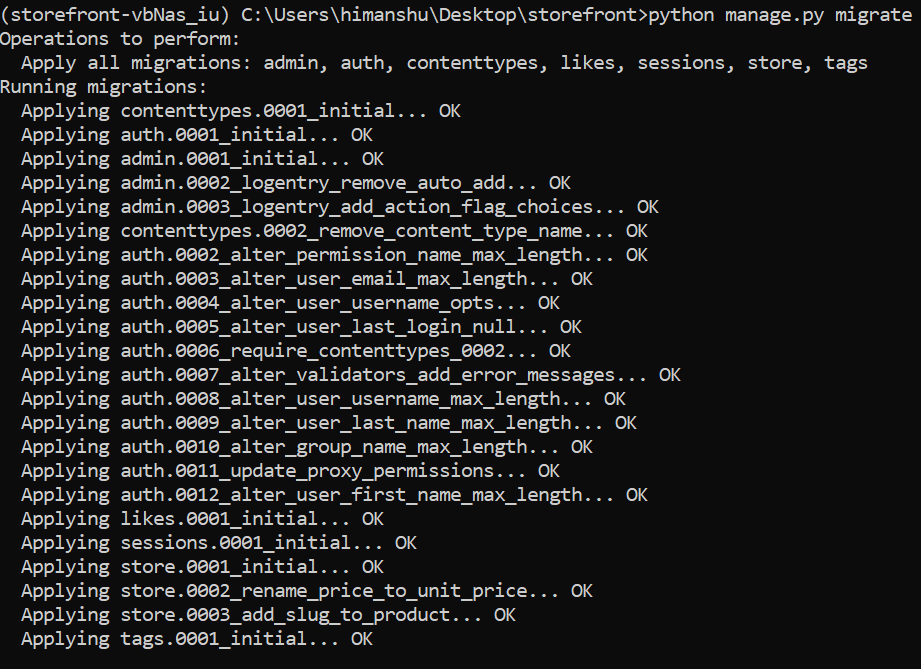 (storefront-vbNas_iu) C:\Users\himanshu\Desktop\storefront>python manage.py migrate
Operations to perform:
  Apply all migrations: admin, auth, contenttypes, likes, sessions, store, tags
Running migrations:
  Applying contenttypes.0001_initial... OK
  Applying auth.0001_initial... OK
  Applying admin.0001_initial... OK
  Applying admin.0002_logentry_remove_auto_add... OK
  Applying admin.0003_logentry_add_action_flag_choices... OK
  Applying contenttypes.0002_remove_content_type_name... OK
  Applying auth.0002_alter_permission_name_max_length... OK
  Applying auth.0003_alter_user_email_max_length... OK
  Applying auth.0004_alter_user_username_opts... OK
  Applying auth.0005_alter_user_last_login_null... OK
  Applying auth.0006_require_contenttypes_0002... OK
  Applying auth.0007_alter_validators_add_error_messages... OK
  Applying auth.0008_alter_user_username_max_length... OK
  Applying auth.0009_alter_user_last_name_max_length... OK
  Applying auth.0010_alter_group_name_max_length... OK
  Applying auth.0011_update_proxy_permissions... OK
  Applying auth.0012_alter_user_first_name_max_length... OK
  Applying likes.0001_initial... OK
  Applying sessions.0001_initial... OK
  Applying store.0001_initial... OK
  Applying store.0002_rename_price_to_unit_price... OK
  Applying store.0003_add_slug_to_product... OK
  Applying tags.0001_initial... OK